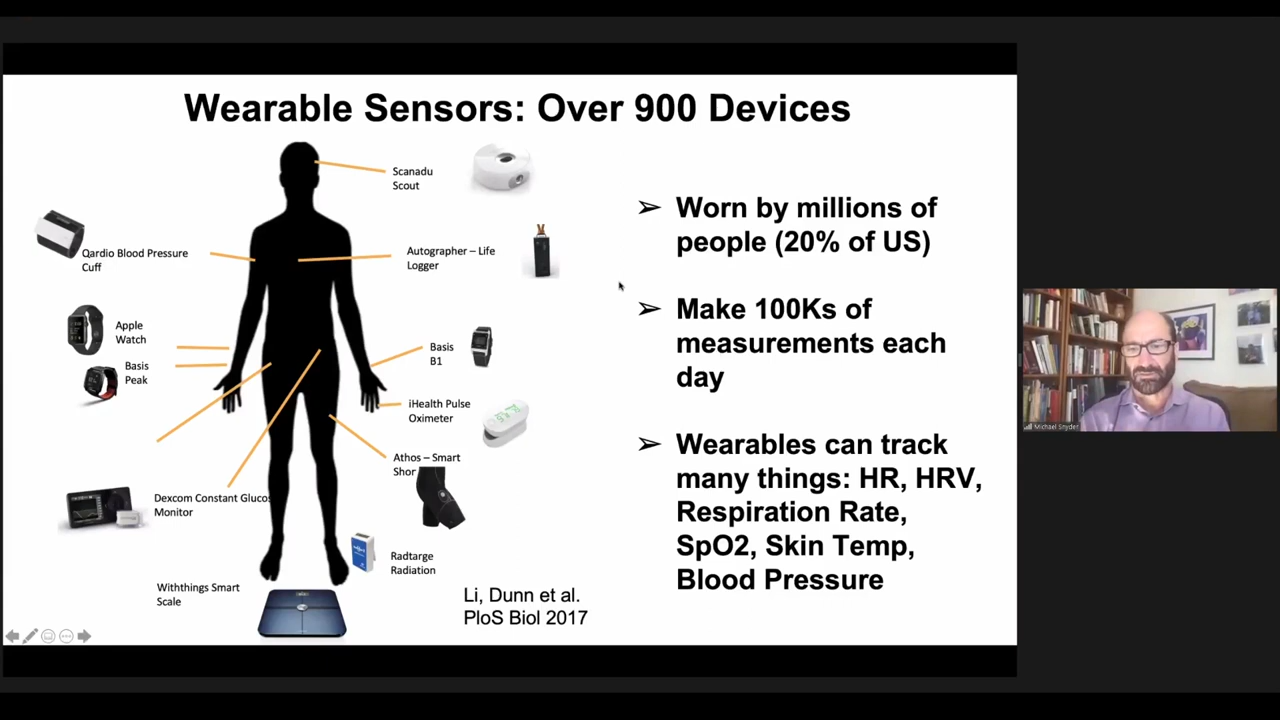 Wearable Sensors: Over 900 Devices
Scanadu
Scout
Qardio Blood Pressure
Cuff
Autographer – Life
Logger
Apple
Watch
Basis
Peak
Basis
B1
iHealth Pulse
Oximeter
Athos – Smart
Shor
Dexcom Constant Glucos
Monitor
Radtarge
Radiation
Withthings Smart
Scale
Li, Dunn et al.
PloS Biol 2017
➢ Worn by millions of
people (20% of US)
➢ Make 100Ks of
measurements each
day
➢ Wearables can track
many things: HR, HRV,
Respiration Rate,
SpO2, Skin Temp,
Blood Pressure
Michael Snyder